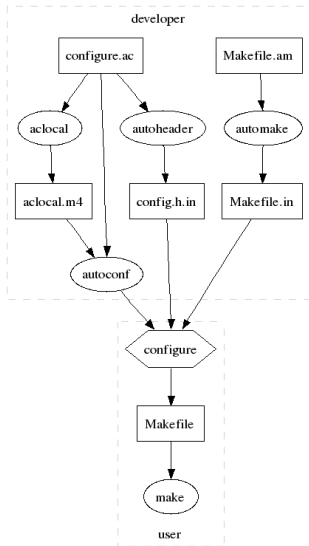 developer
configure.ac
Makefile.am
aclocal
autoheader
automake
aclocal.m4
config.h.in
Makefile.in
autoconf
configure
Makefile
make
user